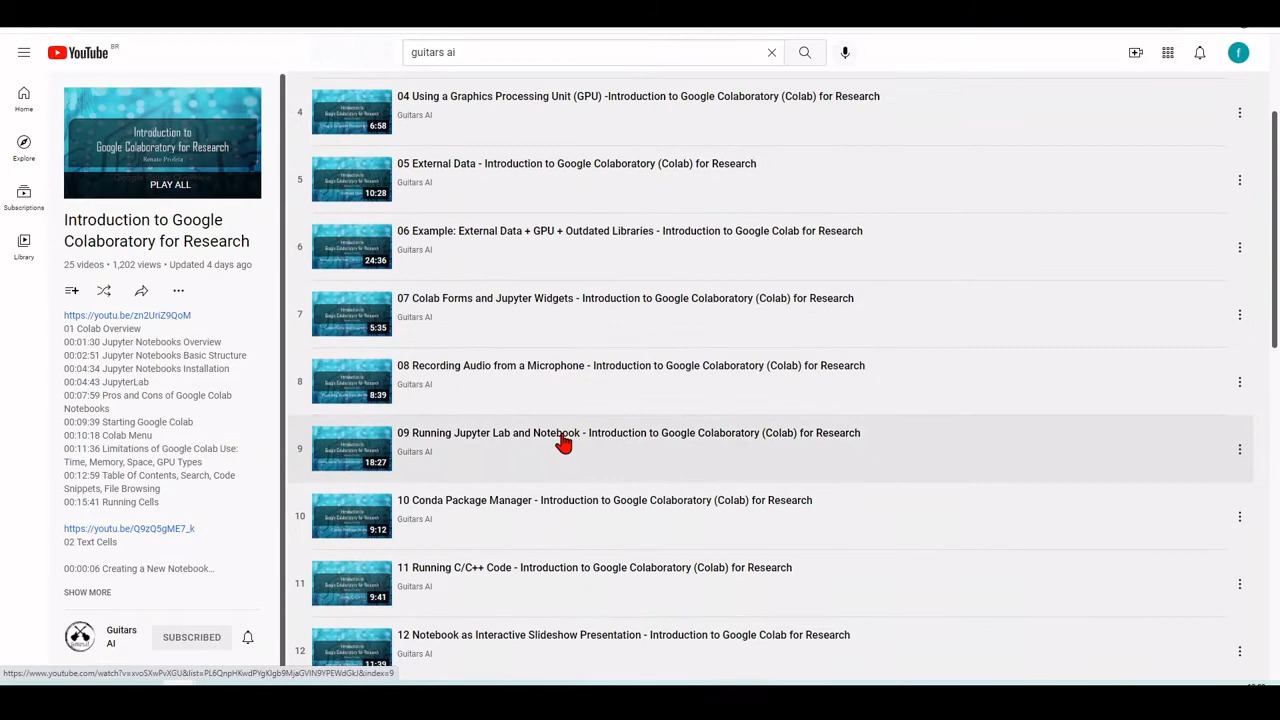 YouTube BR
guitars ai
f
Home
Explore
Subscriptions
Library
Introduction to
Google Colaboratory for Research
Renato Profeta
PLAY ALL
Introduction to Google
Colaboratory for Research
25 videos • 1,202 views • Updated 4 days ago
https://youtu.be/zn2UriZ9QoM
01 Colab Overview
00:01:30 Jupyter Notebooks Overview
00:02:51 Jupyter Notebooks Basic Structure
00:04:34 Jupyter Notebooks Installation
00:04:43 JupyterLab
00:07:59 Pros and Cons of Google Colab
Notebooks
00:09:39 Starting Google Colab
00:10:18 Colab Menu
00:11:36 Limitations of Google Colab Use:
Time, Memory, Space, GPU Types
00:12:59 Table Of Contents, Search, Code
Snippets, File Browsing
00:15:41 Running Cells
https://youtu.be/Q9zQ5gME7_k
02 Text Cells
00:00:06 Creating a New Notebook...
SHOW MORE
Guitars
AI
SUBSCRIBED
4
6:58
04 Using a Graphics Processing Unit (GPU) -Introduction to Google Colaboratory (Colab) for Research
Guitars AI
5
10:28
05 External Data - Introduction to Google Colaboratory (Colab) for Research
Guitars AI
6
24:36
06 Example: External Data + GPU + Outdated Libraries - Introduction to Google Colab for Research
Guitars AI
7
5:35
07 Colab Forms and Jupyter Widgets - Introduction to Google Colaboratory (Colab) for Research
Guitars AI
8
8:39
08 Recording Audio from a Microphone - Introduction to Google Colaboratory (Colab) for Research
Guitars AI
9
18:27
09 Running Jupyter Lab and Notebook - Introduction to Google Colaboratory (Colab) for Research
Guitars AI
10
9:12
10 Conda Package Manager - Introduction to Google Colaboratory (Colab) for Research
Guitars AI
11
9:41
11 Running C/C++ Code - Introduction to Google Colaboratory (Colab) for Research
Guitars AI
12
11:39
12 Notebook as Interactive Slideshow Presentation - Introduction to Google Colab for Research
Guitars AI
https://www.youtube.com/watch?v=xvoSXwPvXGU&list=PL6QnpHKwdPYgKIgb9MjaGVIN9YPEWdGkJ&index=9